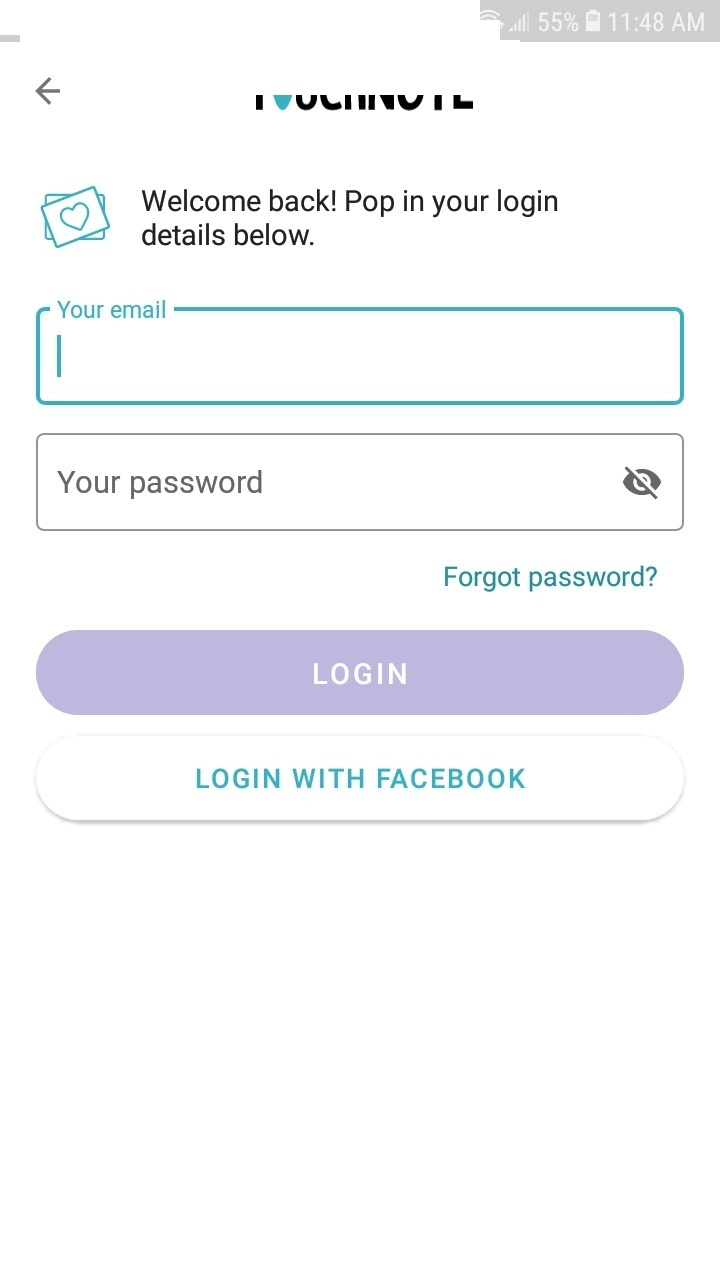 55% 11:48 AM
Welcome back! Pop in your login
details below.
Your email
Your password
Forgot password?
LOGIN
LOGIN WITH FACEBOOK